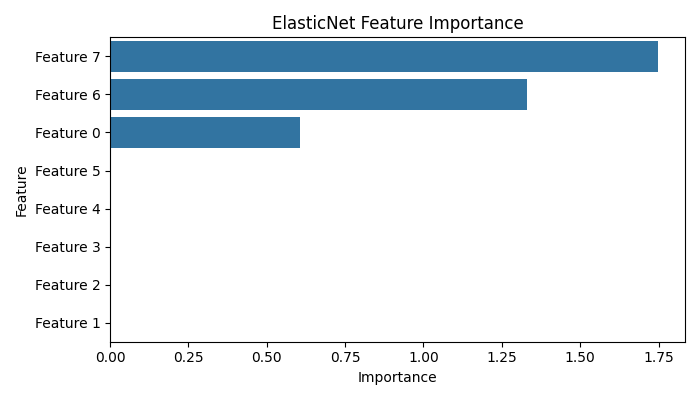 ElasticNet Feature Importance
Feature
Feature 7
Feature 6
Feature 0
Feature 5
Feature 4
Feature 3
Feature 2
Feature 1
0.00 0.25 0.50 0.75 1.00 1.25 1.50 1.75
Importance